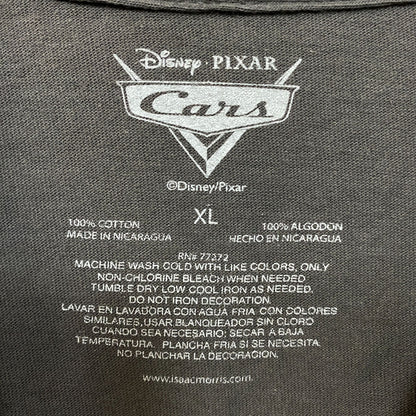 Disney · PIXAR
Cars
©Disney/Pixar
XL
100% COTTON
MADE IN NICARAGUA
100% ALGODON
HECHO EN NICARAGUA
RN# 77272
MACHINE WASH COLD WITH LIKE COLORS, ONLY
NON-CHLORINE BLEACH WHEN NEEDED
TUMBLE DRY LOW COOL IRON AS NEEDED.
DO NOT IRON DECORATION.
LAVAR EN LAVADORA CON AGUA FRIA CON COLORES
SIMILARES, USAR BLANQUEADOR SIN CLORO
CUANDO SEA NECESARIO; SECAR A BAJA
TEMPERATURA. PLANCHA FRIA SI SE NECESITA.
NO PLANCHAR LA DECORACION.
www.isaacmorris.com